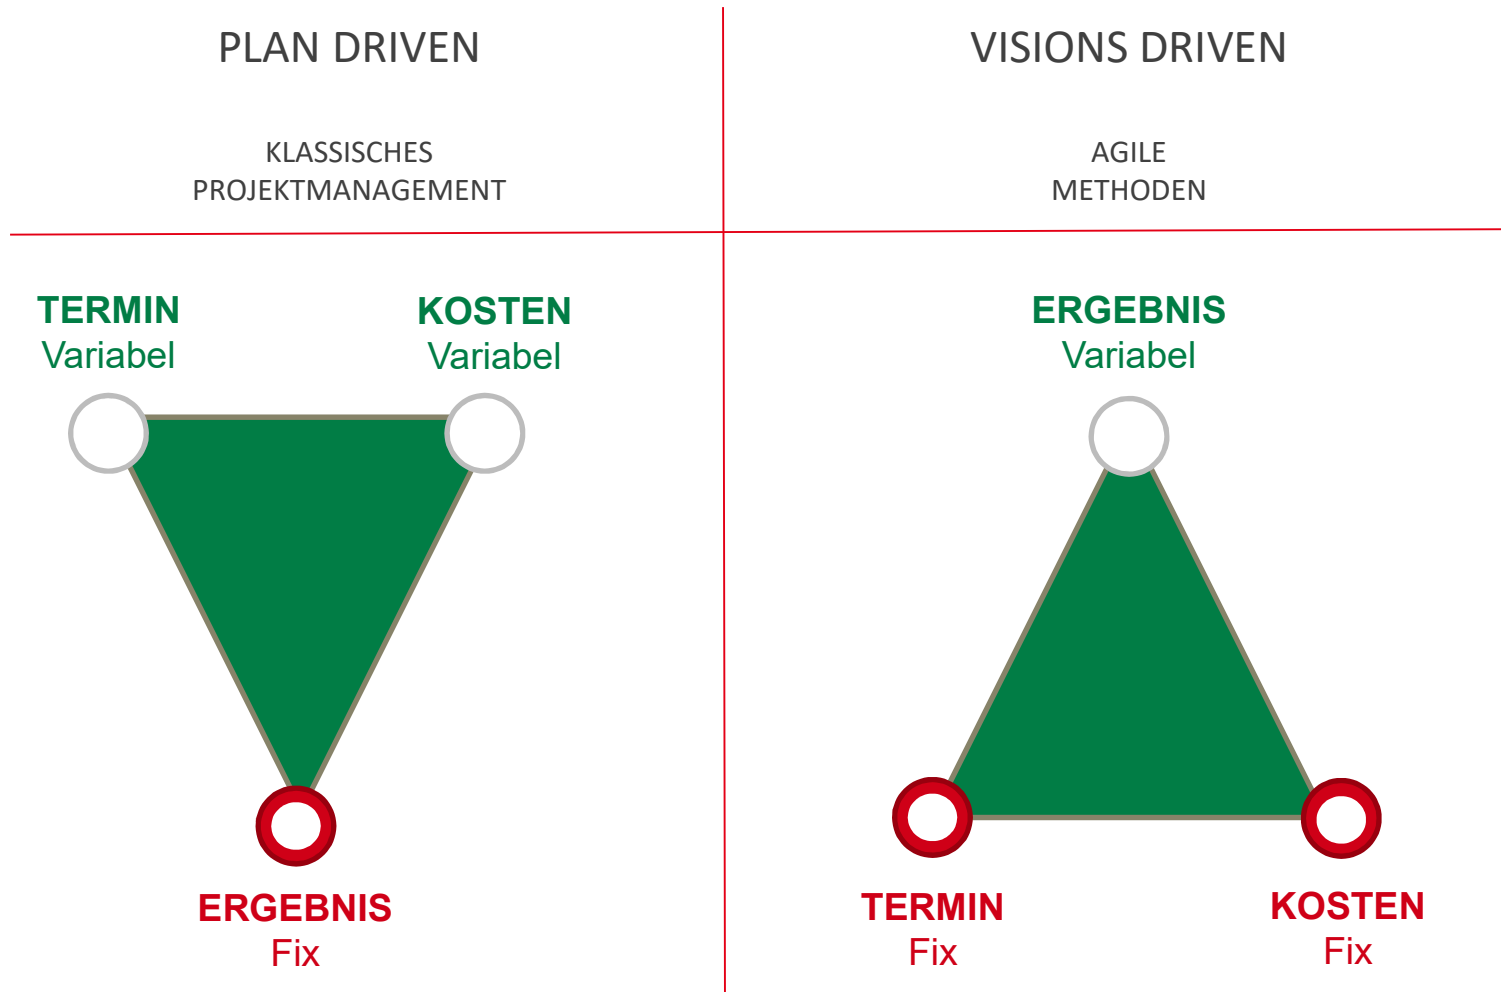 PLAN DRIVEN
KLASSISCHES
PROJEKTMANAGEMENT
TERMIN
Variabel
KOSTEN
Variabel
ERGEBNIS
Fix
VISIONS DRIVEN
AGILE
METHODEN
ERGEBNIS
Variabel
TERMIN
Fix
KOSTEN
Fix